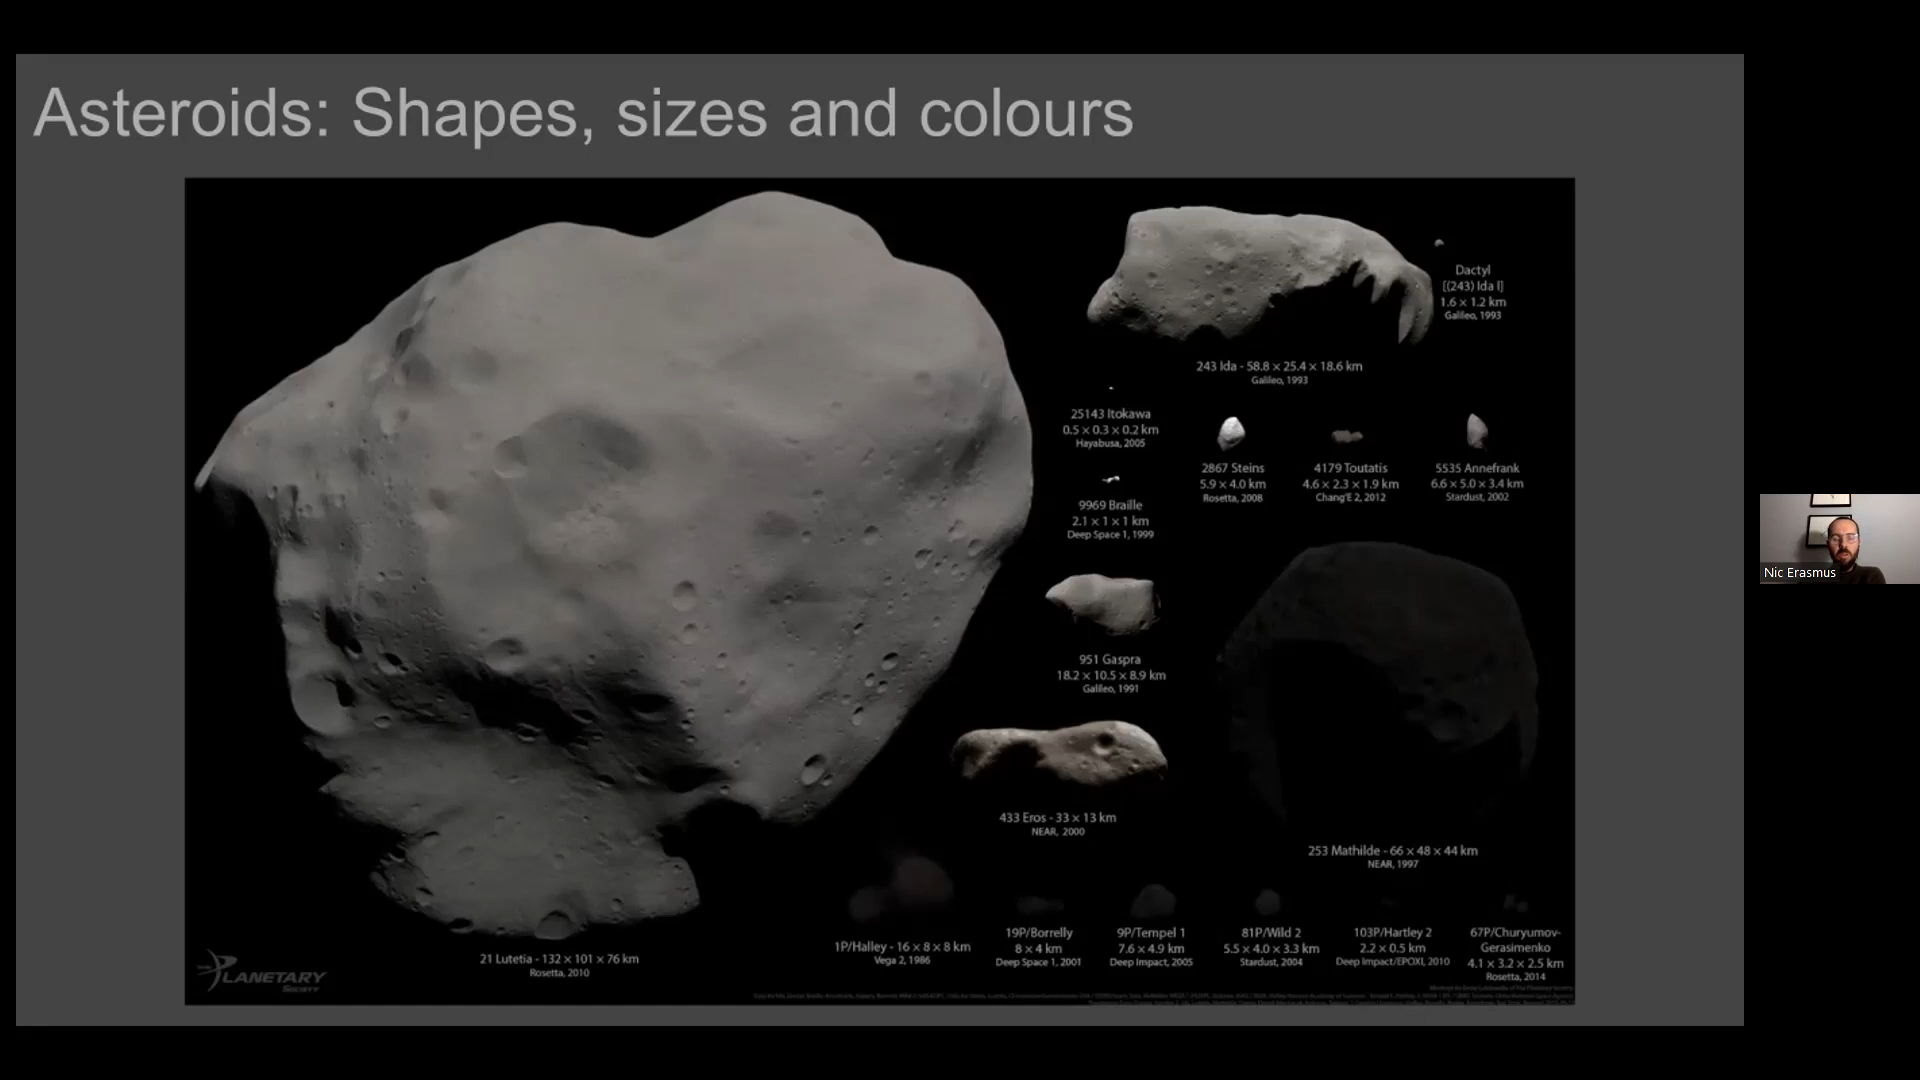 Asteroids: Shapes, sizes and colours
Dactyl
[(243) Ida I]
1.6 × 1.2 km
Galileo, 1993
243 Ida - 58.8 × 25.4 × 18.6 km
Galileo, 1993
25143 Itokawa
0.5 × 0.3 × 0.2 km
Hayabusa, 2005
2867 Steins
5.9 × 4.0 km
Rosetta, 2008
4179 Toutatis
4.6 × 2.3 × 1.9 km
Chang'E 2, 2012
5535 Annefrank
6.6 × 5.0 × 3.4 km
Stardust, 2002
9969 Braille
2.1 × 1 × 1 km
Deep Space 1, 1999
951 Gaspra
18.2 × 10.5 × 8.9 km
Galileo, 1991
433 Eros - 33 × 13 km
NEAR, 2000
253 Mathilde - 66 × 48 × 44 km
NEAR, 1997
21 Lutetia - 132 × 101 × 76 km
Rosetta, 2010
1P/Halley - 16 × 8 × 8 km
Vega 2, 1986
19P/Borrelly
8 × 4 km
Deep Space 1, 2001
9P/Tempel 1
7.6 × 4.9 km
Deep Impact, 2005
81P/Wild 2
5.5 × 4.0 × 3.3 km
Stardust, 2004
103P/Hartley 2
2.2 × 0.5 km
Deep Impact/EPOXI, 2010
67P/Churyumov-
Gerasimenko
4.1 × 3.2 × 2.5 km
Rosetta, 2014
PLANETARY
SOCIETY
Nic Erasmus